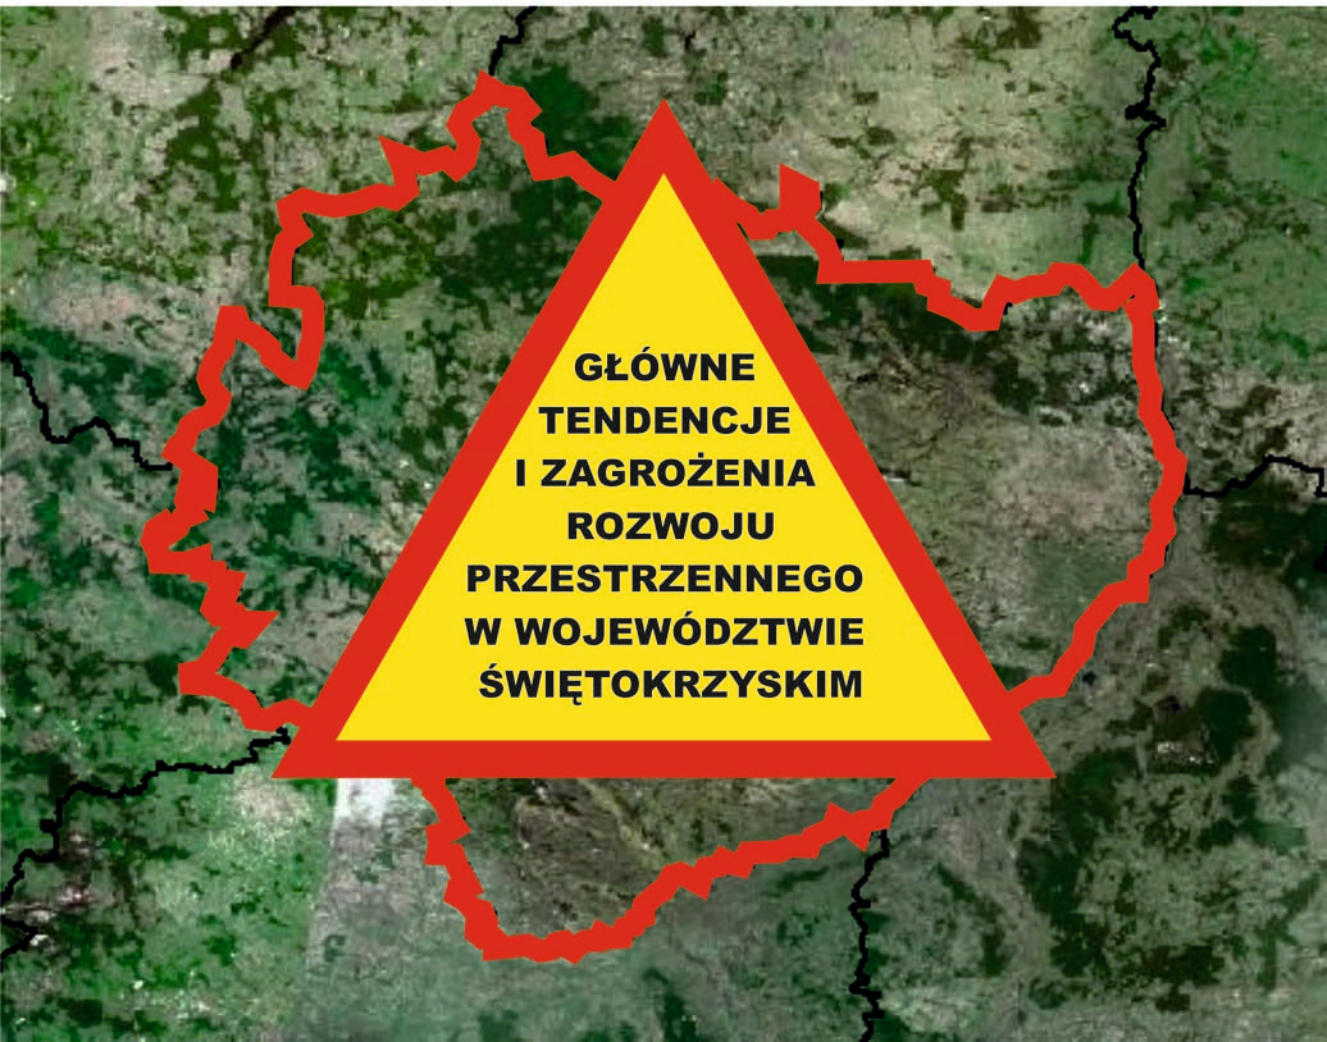 GŁÓWNE
TENDENCJE
I ZAGROŻENIA
ROZWOJU
PRZESTRZENNEGO
W WOJEWÓDZTWIE
ŚWIĘTOKRZYSKIM